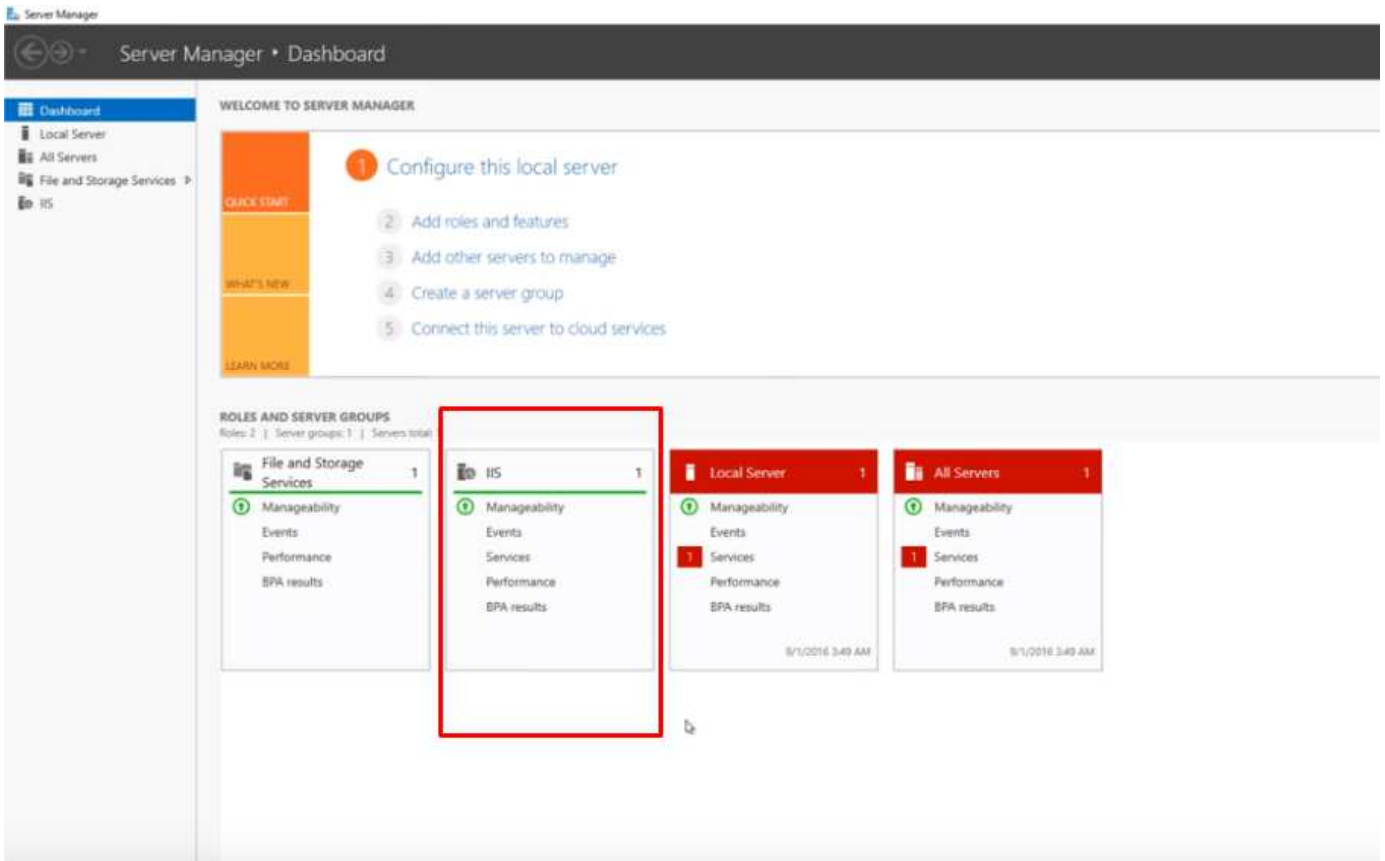 Server Manager
Server Manager • Dashboard
Dashboard
Local Server
All Servers
File and Storage Services
IIS
WELCOME TO SERVER MANAGER
QUICK START
WHAT'S NEW
LEARN MORE
1 Configure this local server
2 Add roles and features
3 Add other servers to manage
4 Create a server group
5 Connect this server to cloud services
ROLES AND SERVER GROUPS
Roles: 2 | Server groups: 1 | Servers total:
File and Storage
Services
1
Manageability
Events
Performance
BPA results
IIS 1
Manageability
Events
Services
Performance
BPA results
Local Server 1
Manageability
Events
1 Services
Performance
BPA results
9/1/2016 3:49 AM
All Servers 1
Manageability
Events
1 Services
Performance
BPA results
9/1/2016 3:49 AM